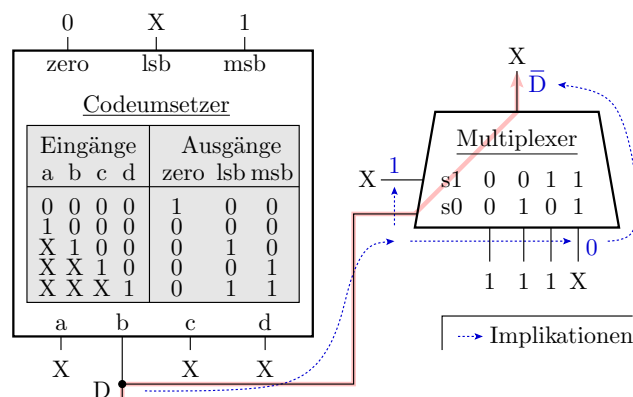 0 X 1
zero lsb msb
Codeumsetzer
Eingänge Ausgänge
a b c d zero lsb msb
0 0 0 0 1 0 0
1 0 0 0 0 0 0
X 1 0 0 0 1 0
X X 1 0 0 0 1
X X X 1 0 1 1
a b c d
X X X
D
X
D̅
Multiplexer
X 1 s1 0 0 1 1
s0 0 1 0 1
0
1 1 1 X
Implikationen